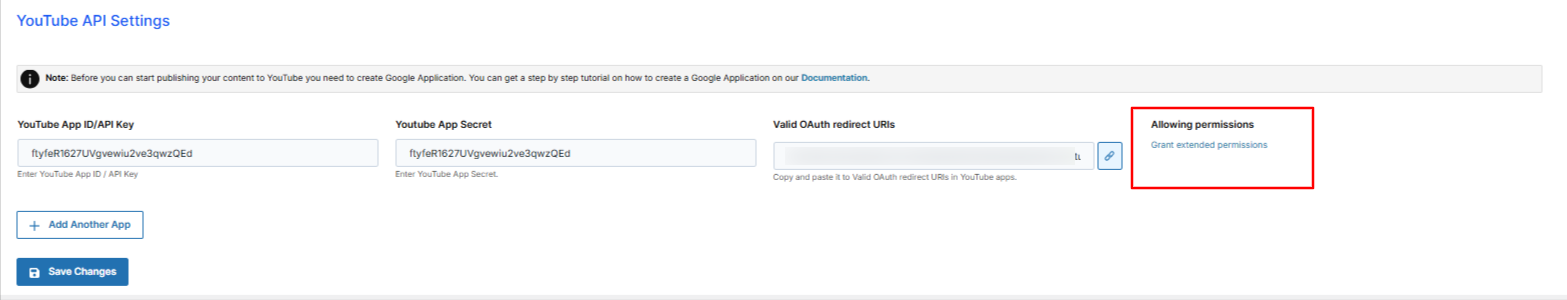 YouTube API Settings
Note: Before you can start publishing your content to YouTube you need to create Google Application. You can get a step by step tutorial on how to create a Google Application on our Documentation.
YouTube App ID/API Key
Youtube App Secret
Valid OAuth redirect URIs
Allowing permissions
ftyfeR1627UVgvewiu2ve3qwzQEd
ftyfeR1627UVgvewiu2ve3qwzQEd
Grant extended permissions
Enter YouTube App ID / API Key
Enter YouTube App Secret.
Copy and paste it to Valid OAuth redirect URIs in YouTube apps.
Add Another App
Save Changes